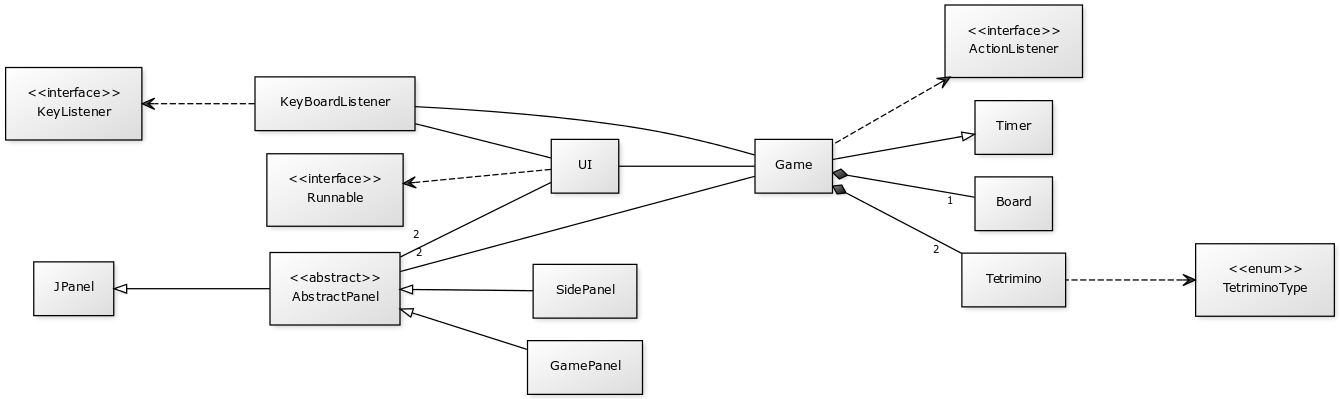 <<interface>>
ActionListener
<<interface>>
KeyListener
KeyBoardListener
Timer
UI
Game
<<interface>>
Runnable
Board
1
2
2
2
<<abstract>>
AbstractPanel
JPanel
SidePanel
Tetrimino
<<enum>>
TetriminoType
GamePanel